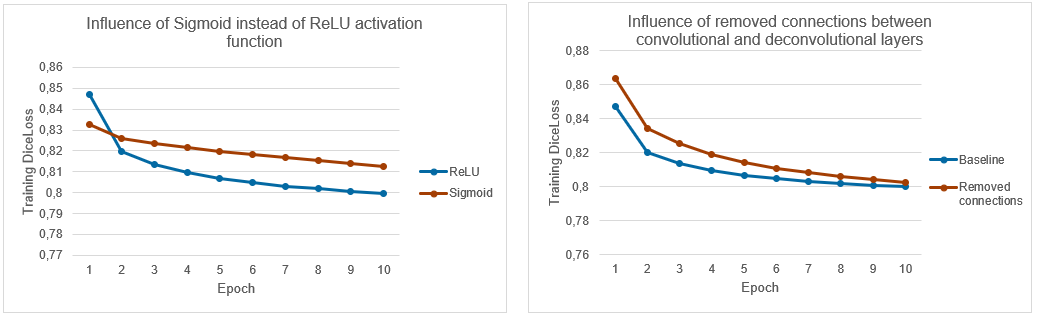 Influence of Sigmoid instead of ReLU activation
function
0,86
0,85
0,84
0,83
0,82
0,81
0,8
0,79
0,78
0,77
Training DiceLoss
1 2 3 4 5 6 7 8 9 10
Epoch
ReLU
Sigmoid
Influence of removed connections between
convolutional and deconvolutional layers
0,88
0,86
0,84
0,82
0,8
0,78
0,76
Training DiceLoss
1 2 3 4 5 6 7 8 9 10
Epoch
Baseline
Removed
connections